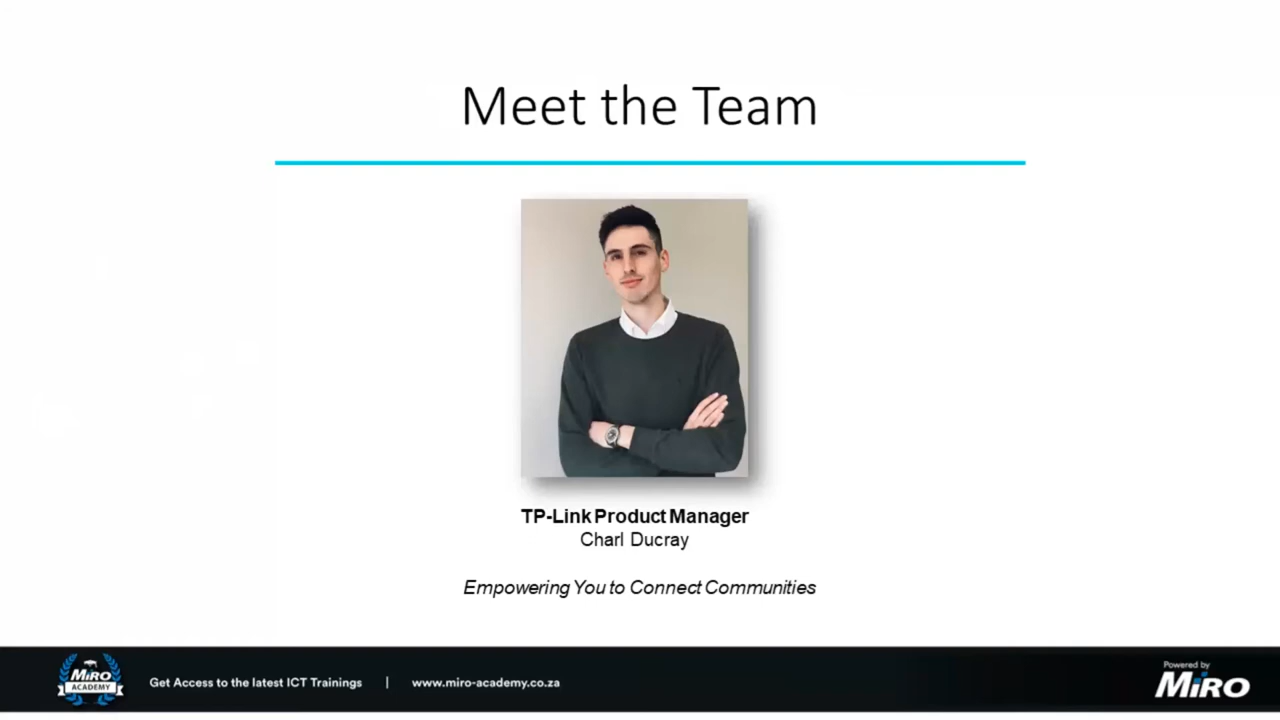 Meet the Team
TP-Link Product Manager
Charl Ducray
Empowering You to Connect Communities
MiRO
ACADEMY
Get Access to the latest ICT Trainings | www.miro-academy.co.za
Powered by
MiRO